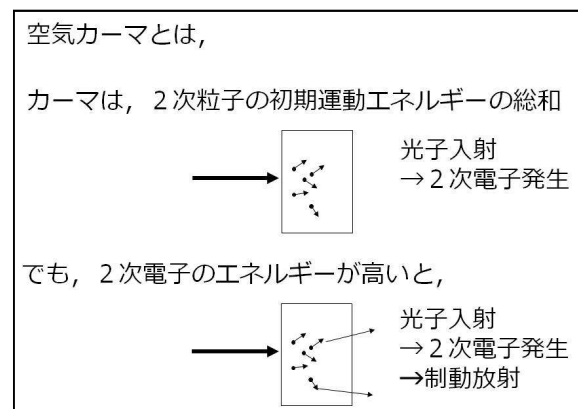 空気カーマとは，
カーマは，２次粒子の初期運動エネルギーの総和
光子入射
→２次電子発生
でも，２次電子のエネルギーが高いと，
光子入射
→２次電子発生
→制動放射